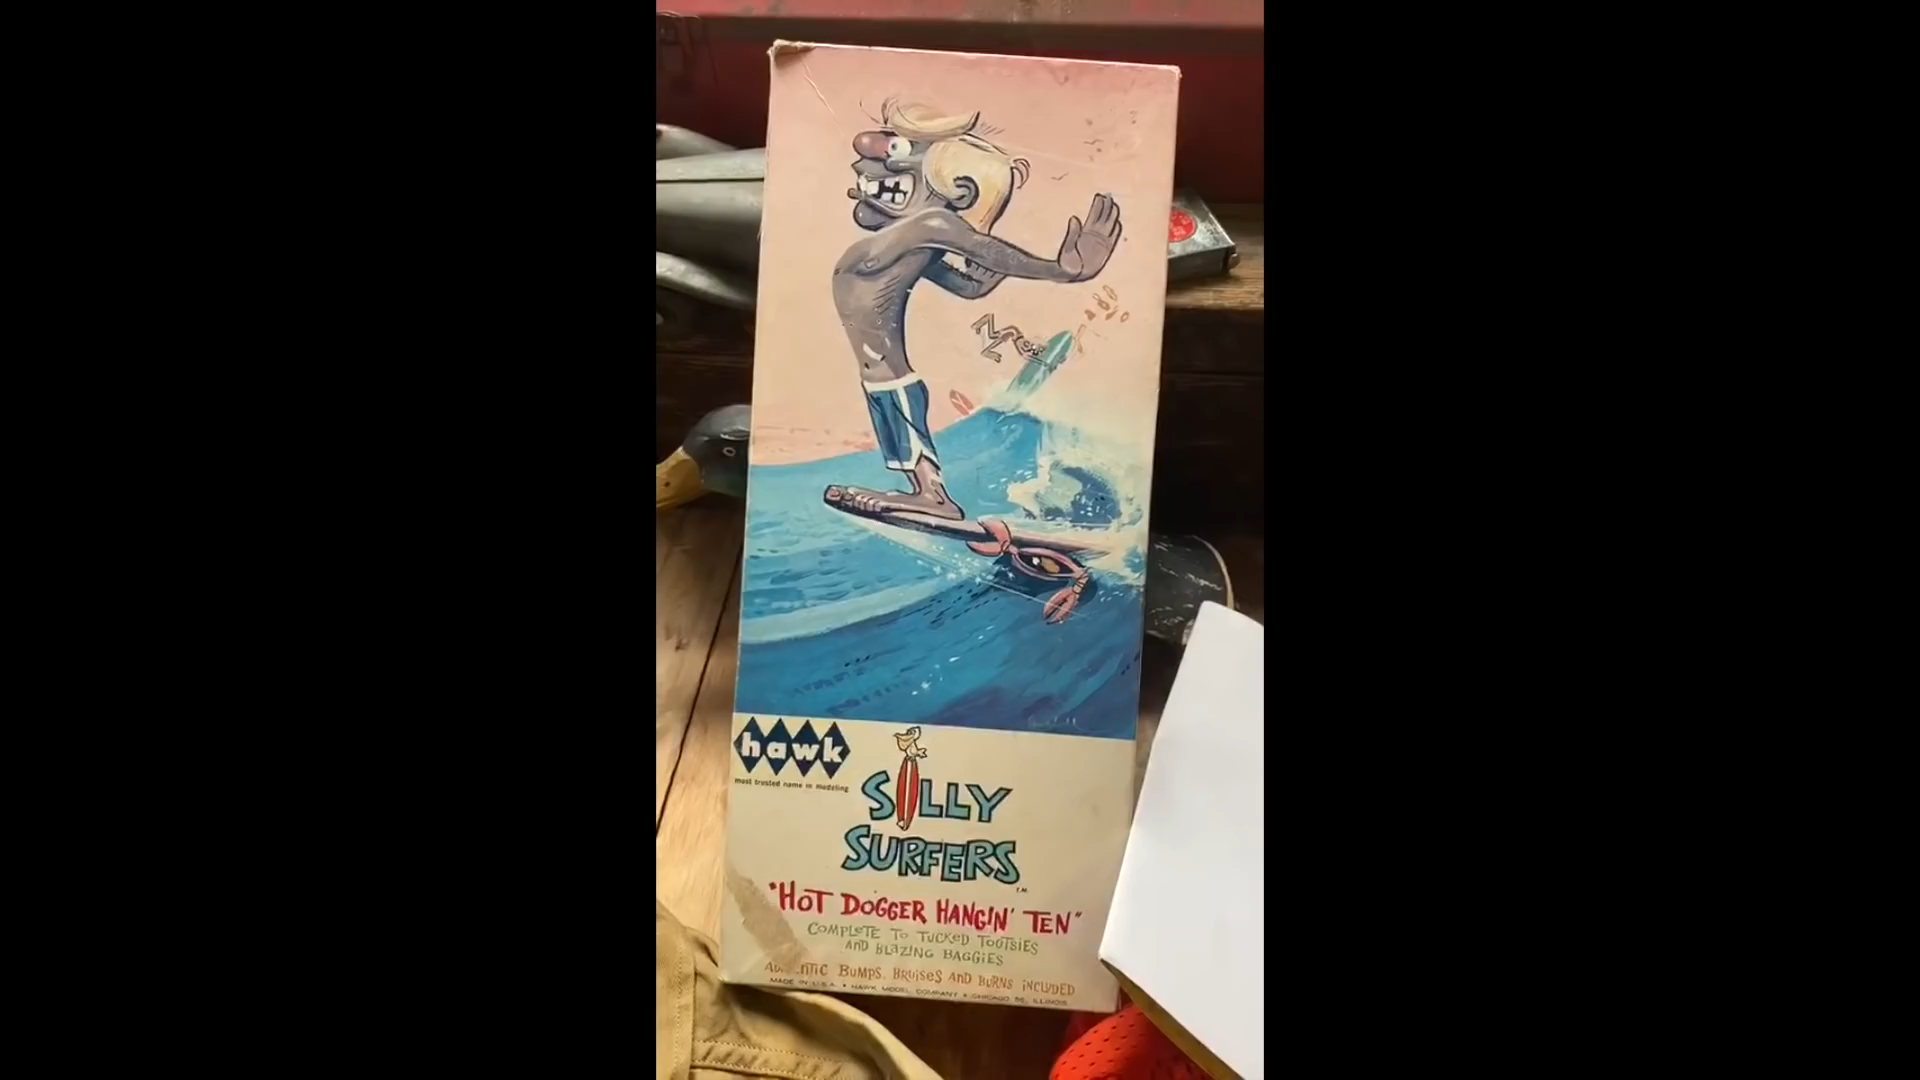 hawk
most trusted name in modeling
SILLY
SURFERS
T.M.
"HOT DOGGER HANGIN' TEN"
COMPLETE TO TUCKED TOOTSIES
AND BLAZING BAGGIES
BUMPS, BRUISES AND BURNS INCLUDED
MADE IN U.S.A. • HAWK MODEL COMPANY • CHICAGO 56, ILLINOIS